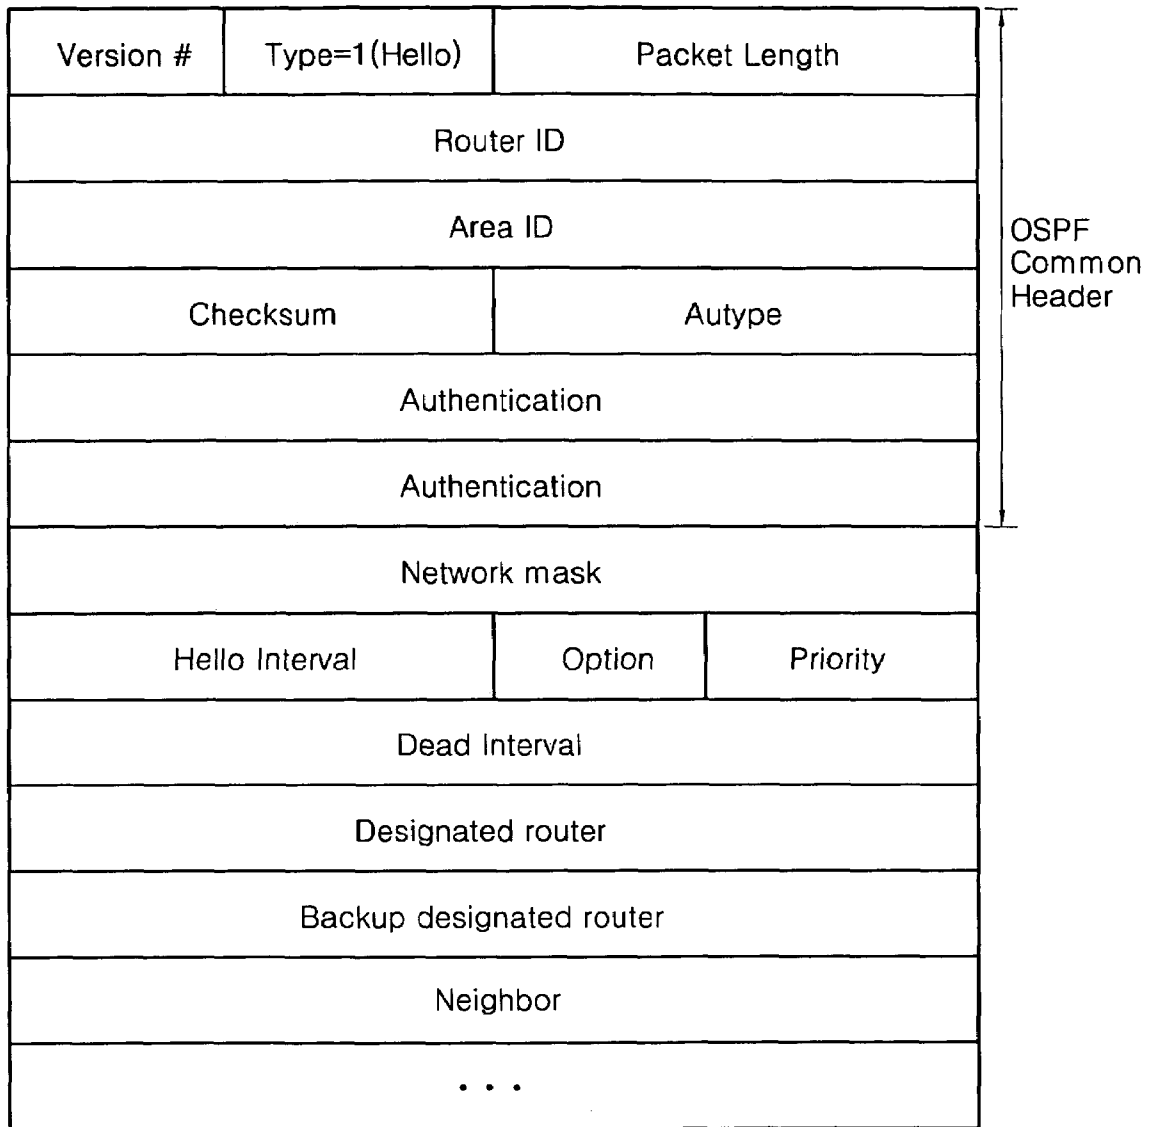 Version # Type=1(Hello) Packet Length
Router ID
Area ID
OSPF
Common
Header
Checksum Autype
Authentication
Authentication
Network mask
Hello Interval Option Priority
Dead Interval
Designated router
Backup designated router
Neighbor
...